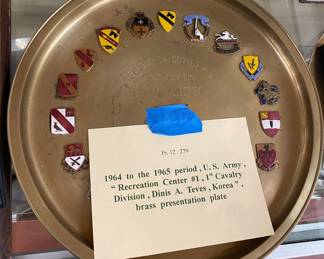 Pr. 12. 279
1964 to the 1965 period, U.S. Army,
" Recreation Center #1, 1st Cavalry
Division, Dinis A. Teves, Korea",
brass presentation plate